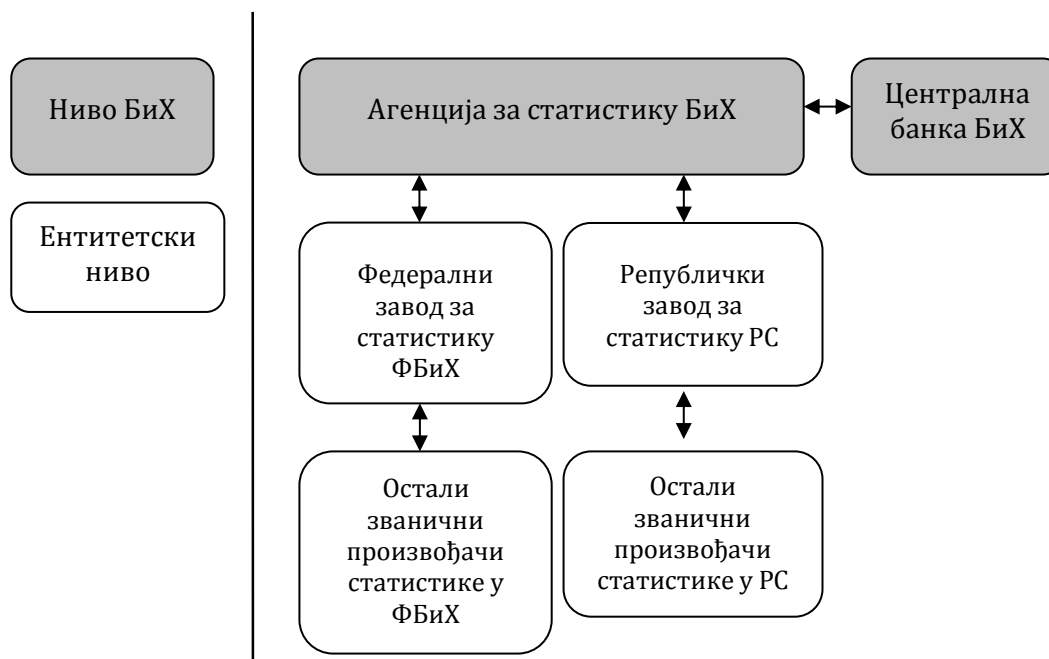 Ниво БиХ
Ентитетски
ниво
Агенција за статистику БиХ
Централна
банка БиХ
Федерални
завод за
статистику
ФБиХ
Републички
завод за
статистику РС
Остали
званични
произвођачи
статистике у
ФБиХ
Остали
званични
произвођачи
статистике у РС